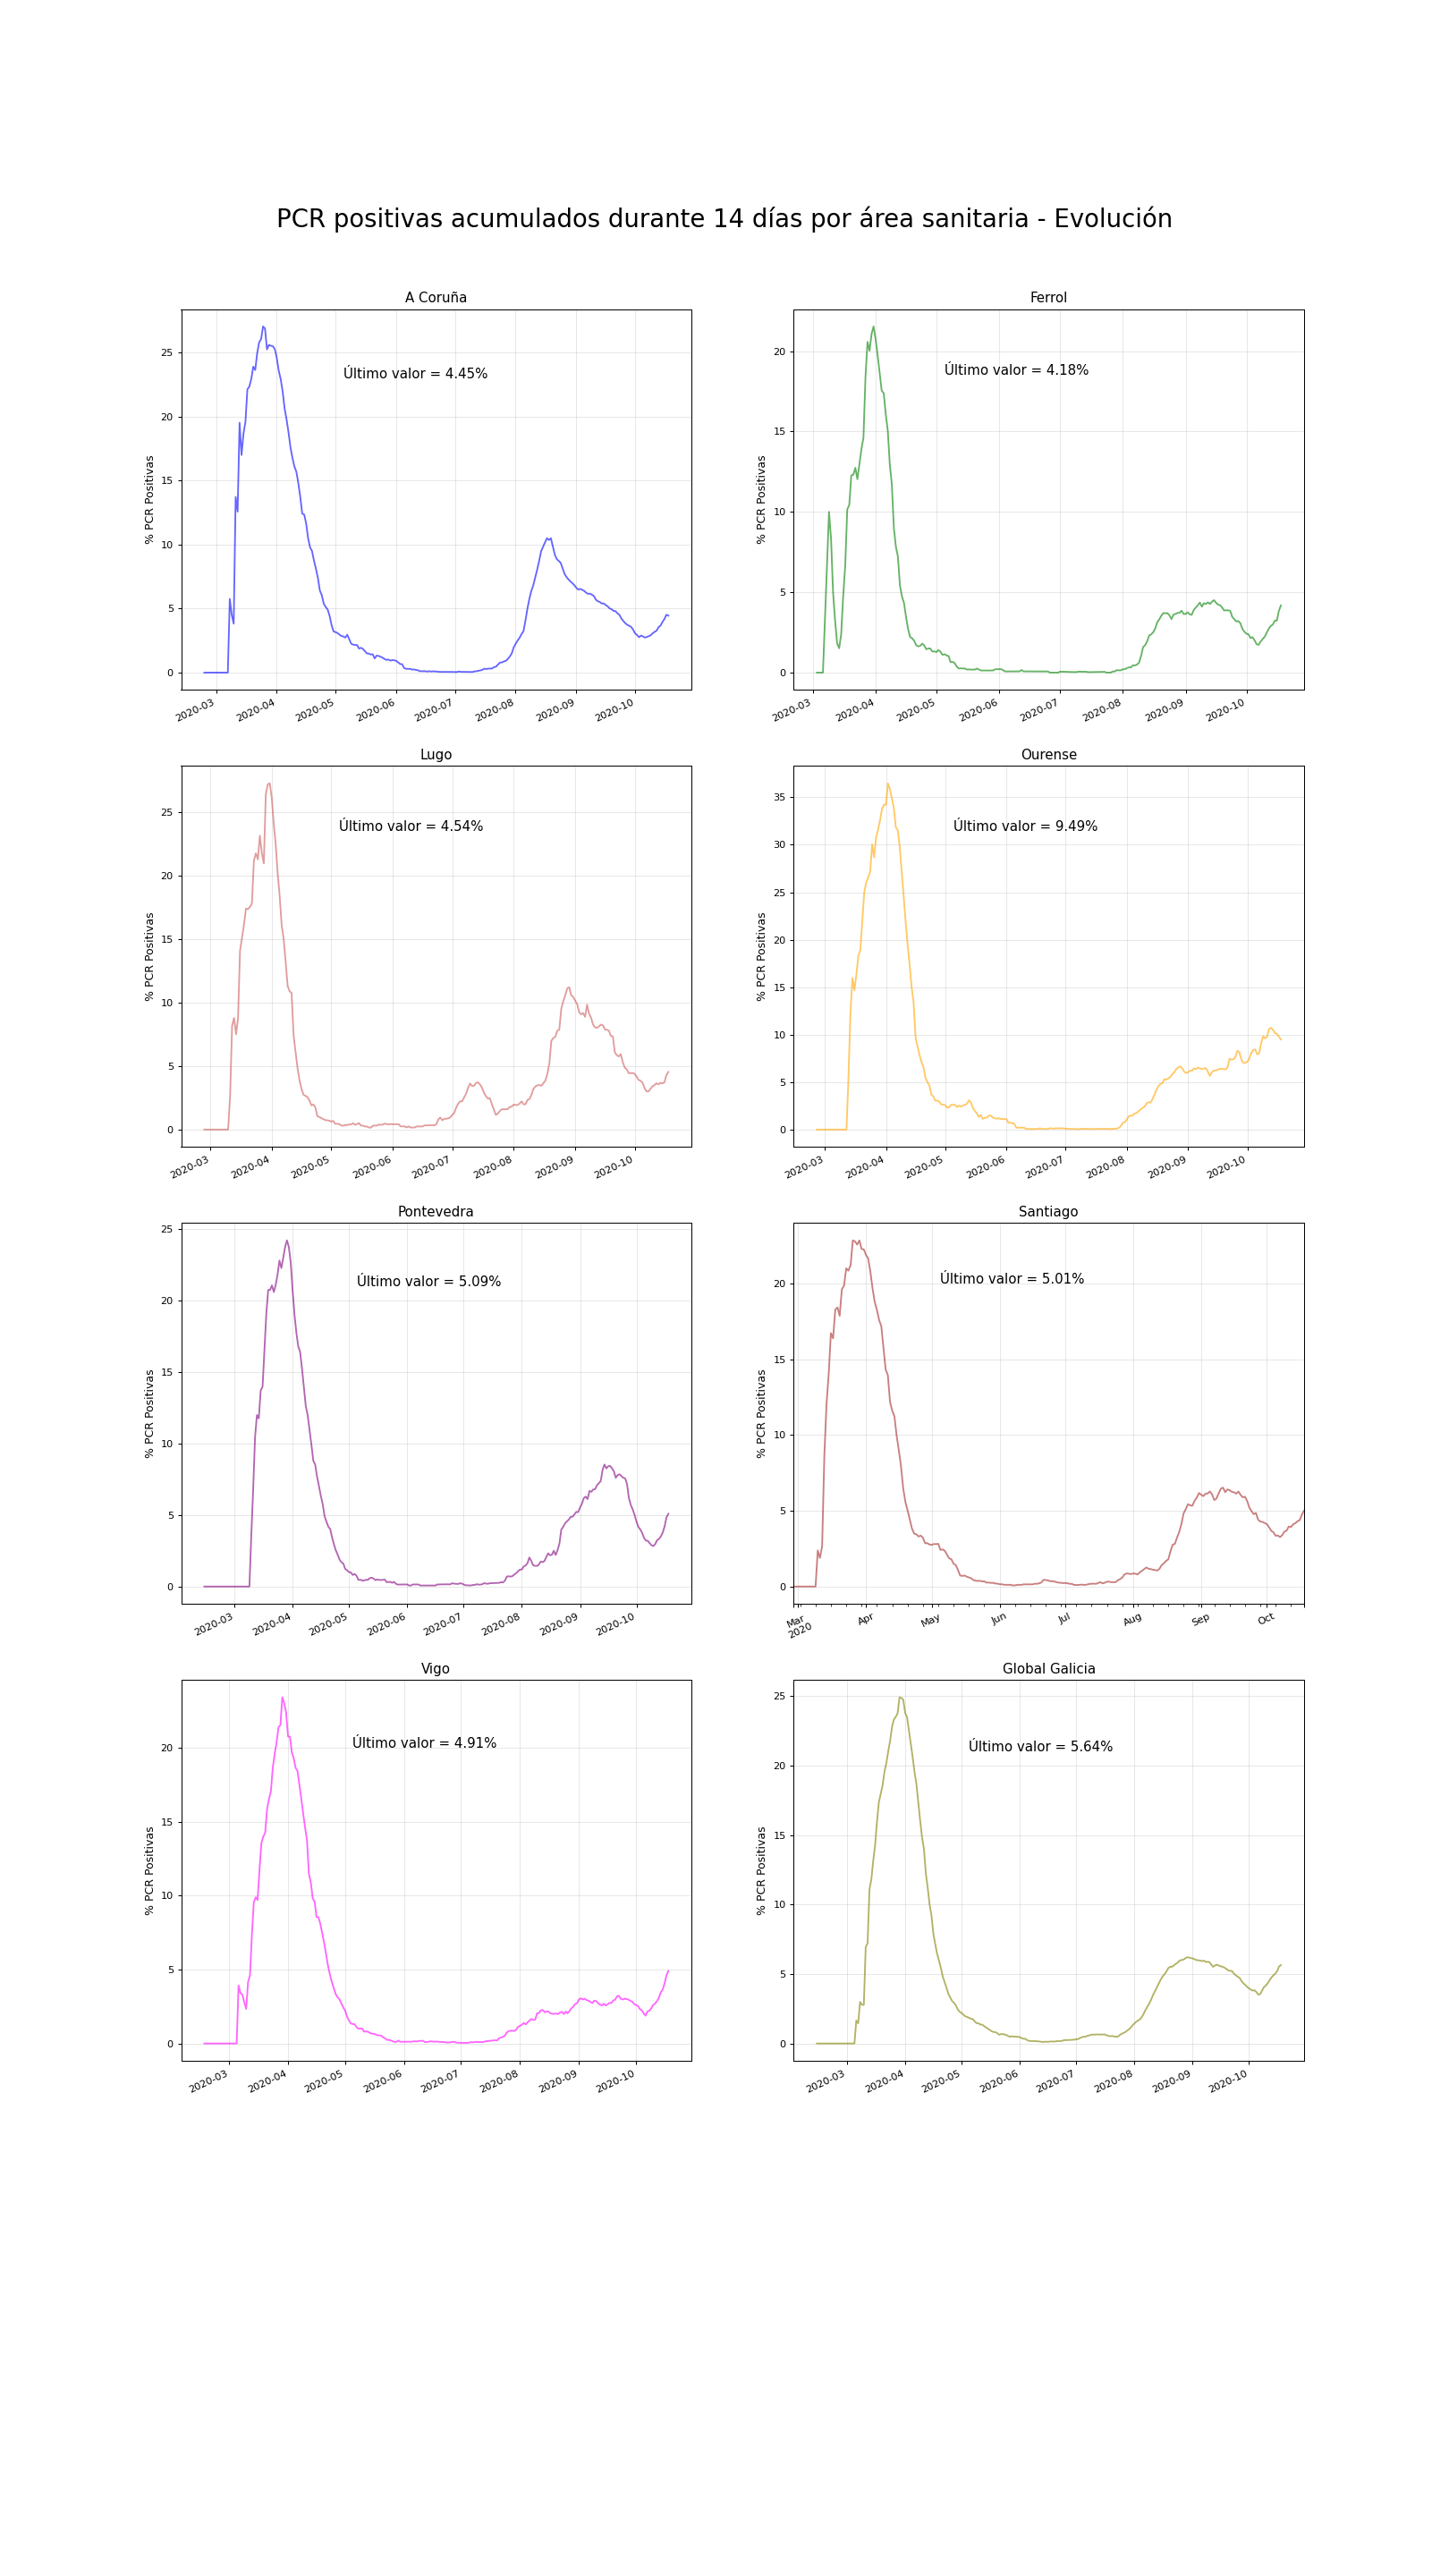 PCR positivas acumulados durante 14 días por área sanitaria - Evolución
A Coruña
Último valor = 4.45%
% PCR Positivas
25
20
15
10
5
0
2020-03 2020-04 2020-05 2020-06 2020-07 2020-08 2020-09 2020-10
Ferrol
Último valor = 4.18%
% PCR Positivas
20
15
10
5
0
2020-03 2020-04 2020-05 2020-06 2020-07 2020-08 2020-09 2020-10
Lugo
Último valor = 4.54%
% PCR Positivas
25
20
15
10
5
0
2020-03 2020-04 2020-05 2020-06 2020-07 2020-08 2020-09 2020-10
Ourense
Último valor = 9.49%
% PCR Positivas
35
30
25
20
15
10
5
0
2020-03 2020-04 2020-05 2020-06 2020-07 2020-08 2020-09 2020-10
Pontevedra
Último valor = 5.09%
% PCR Positivas
25
20
15
10
5
0
2020-03 2020-04 2020-05 2020-06 2020-07 2020-08 2020-09 2020-10
Santiago
Último valor = 5.01%
% PCR Positivas
20
15
10
5
0
Mar Apr May Jun Jul Aug Sep Oct
2020
Vigo
Último valor = 4.91%
% PCR Positivas
20
15
10
5
0
2020-03 2020-04 2020-05 2020-06 2020-07 2020-08 2020-09 2020-10
Global Galicia
Último valor = 5.64%
% PCR Positivas
25
20
15
10
5
0
2020-03 2020-04 2020-05 2020-06 2020-07 2020-08 2020-09 2020-10